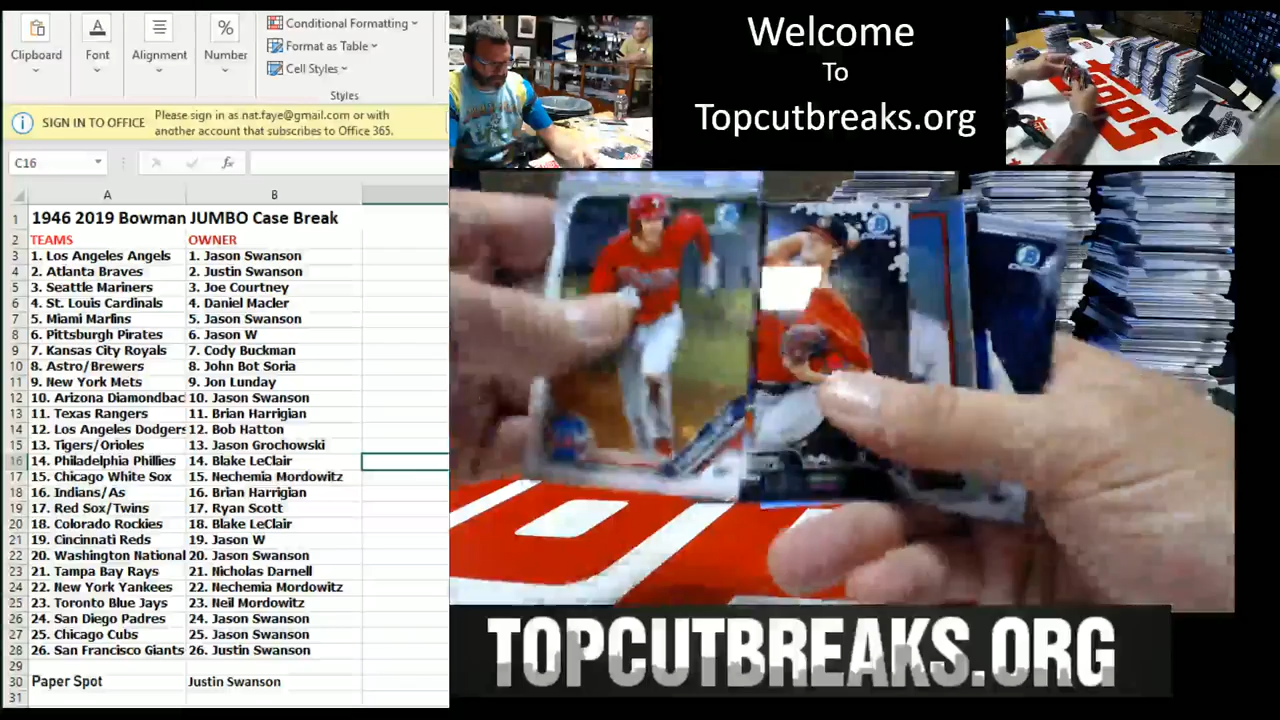 Clipboard
Font
Alignment
Number
Conditional Formatting
Format as Table
Cell Styles
Styles
SIGN IN TO OFFICE
Please sign in as nat.faye@gmail.com or with
another account that subscribes to Office 365.
C16
fx
A B
1 1946 2019 Bowman JUMBO Case Break
2 TEAMS OWNER
3 1. Los Angeles Angels 1. Jason Swanson
4 2. Atlanta Braves 2. Justin Swanson
5 3. Seattle Mariners 3. Joe Courtney
6 4. St. Louis Cardinals 4. Daniel Macler
7 5. Miami Marlins 5. Jason Swanson
8 6. Pittsburgh Pirates 6. Jason W
9 7. Kansas City Royals 7. Cody Buckman
10 8. Astro/Brewers 8. John Bot Soria
11 9. New York Mets 9. Jon Lunday
12 10. Arizona Diamondbac 10. Jason Swanson
13 11. Texas Rangers 11. Brian Harrigian
14 12. Los Angeles Dodgers 12. Bob Hatton
15 13. Tigers/Orioles 13. Jason Grochowski
16 14. Philadelphia Phillies 14. Blake LeClair
17 15. Chicago White Sox 15. Nechemia Mordowitz
18 16. Indians/As 16. Brian Harrigian
19 17. Red Sox/Twins 17. Ryan Scott
20 18. Colorado Rockies 18. Blake LeClair
21 19. Cincinnati Reds 19. Jason W
22 20. Washington National 20. Jason Swanson
23 21. Tampa Bay Rays 21. Nicholas Darnell
24 22. New York Yankees 22. Nechemia Mordowitz
25 23. Toronto Blue Jays 23. Neil Mordowitz
26 24. San Diego Padres 24. Jason Swanson
27 25. Chicago Cubs 25. Jason Swanson
28 26. San Francisco Giants 26. Justin Swanson
29
30 Paper Spot Justin Swanson
31
Welcome
To
Topcutbreaks.org
TOPPS
TOPCUTBREAKS.ORG